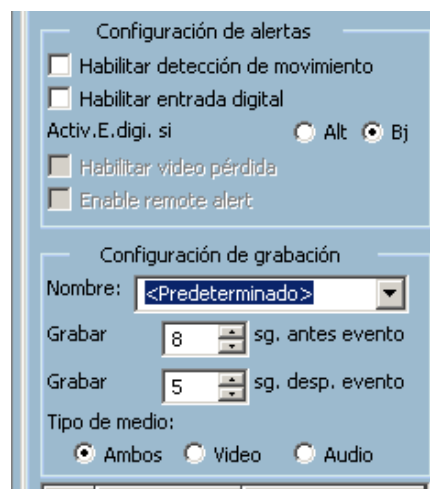 Configuración de alertas
Habilitar detección de movimiento
Habilitar entrada digital
Activ.E.digi. si Alt Bj
Habilitar video pérdida
Enable remote alert
Configuración de grabación
Nombre: <Predeterminado>
Grabar 8 sg. antes evento
Grabar 5 sg. desp. evento
Tipo de medio:
Ambos Video Audio